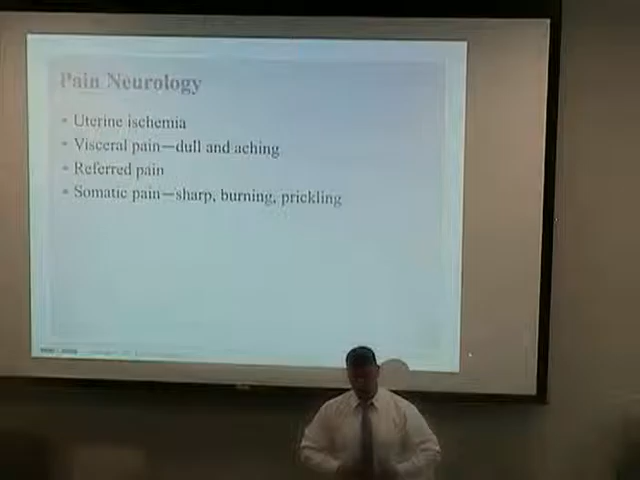 Pain Neurology
Uterine ischemia
Visceral pain—dull and aching
Referred pain
Somatic pain—sharp, burning, prickling